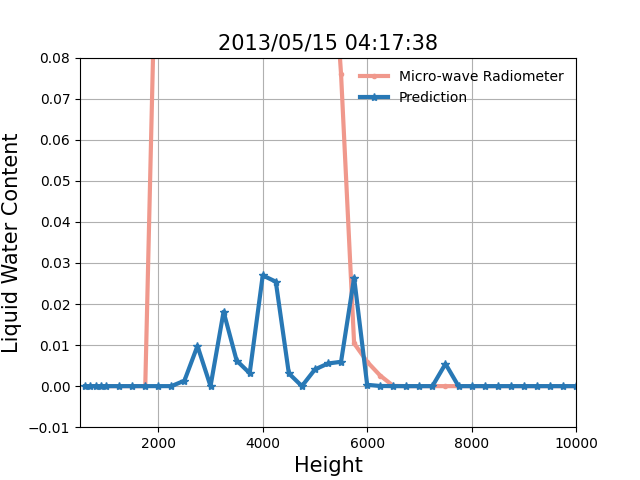 2013/05/15 04:17:38
Micro-wave Radiometer
Prediction
Liquid Water Content
0.08
0.07
0.06
0.05
0.04
0.03
0.02
0.01
0.00
−0.01
2000 4000 6000 8000 10000
Height